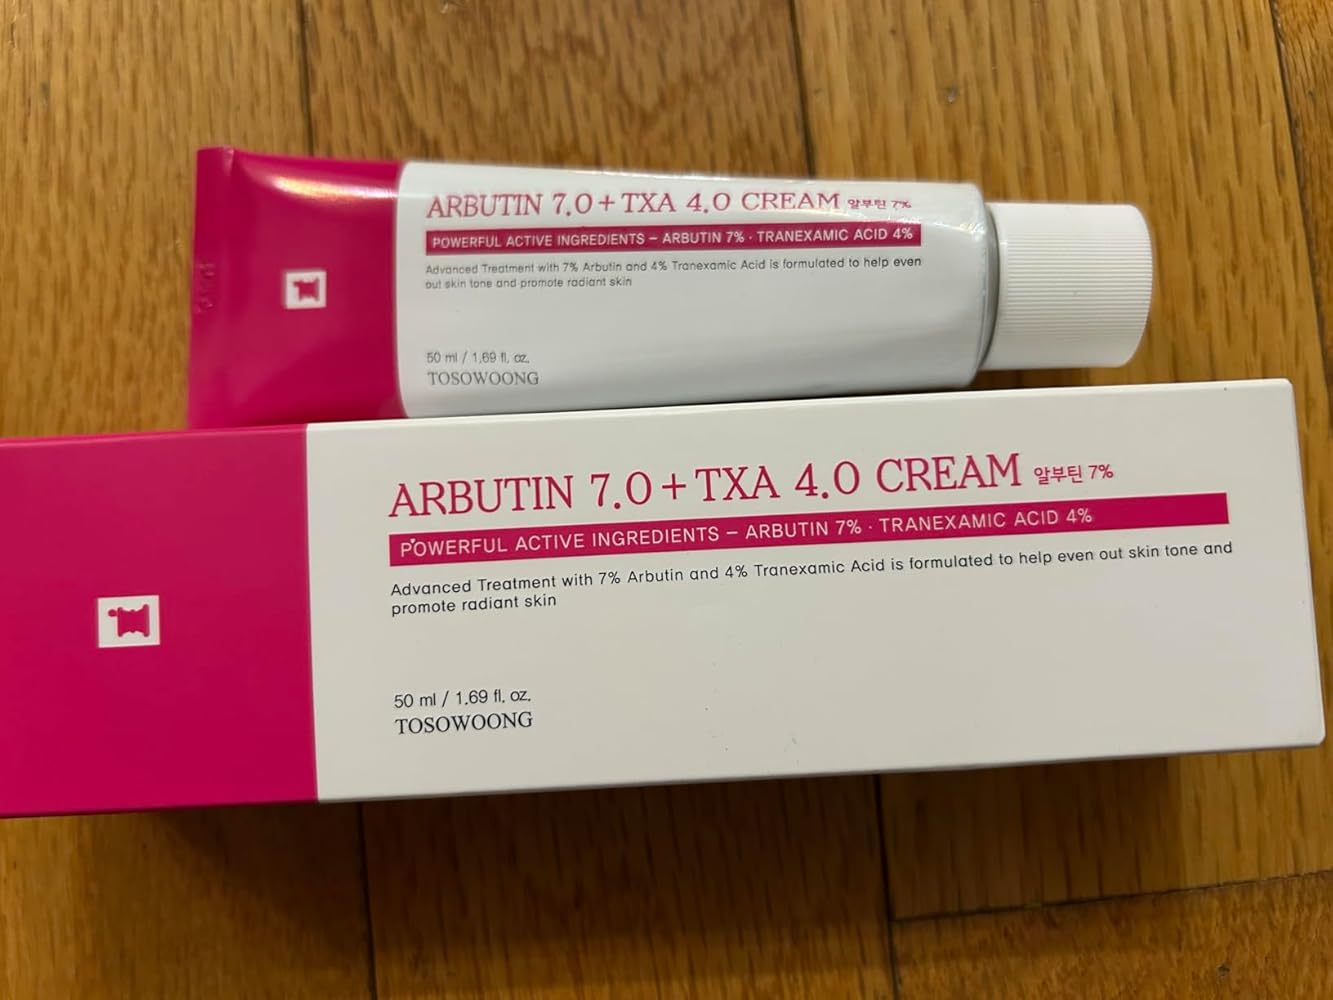 ARBUTIN 7.0 + TXA 4.0 CREAM 알부틴 7%
POWERFUL ACTIVE INGREDIENTS – ARBUTIN 7% · TRANEXAMIC ACID 4%
Advanced Treatment with 7% Arbutin and 4% Tranexamic Acid is formulated to help even
out skin tone and promote radiant skin
50 ml / 1.69 fl. oz.
TOSOWOONG
ARBUTIN 7.0 + TXA 4.0 CREAM 알부틴 7%
POWERFUL ACTIVE INGREDIENTS – ARBUTIN 7% · TRANEXAMIC ACID 4%
Advanced Treatment with 7% Arbutin and 4% Tranexamic Acid is formulated to help even out skin tone and
promote radiant skin
50 ml / 1.69 fl. oz.
TOSOWOONG